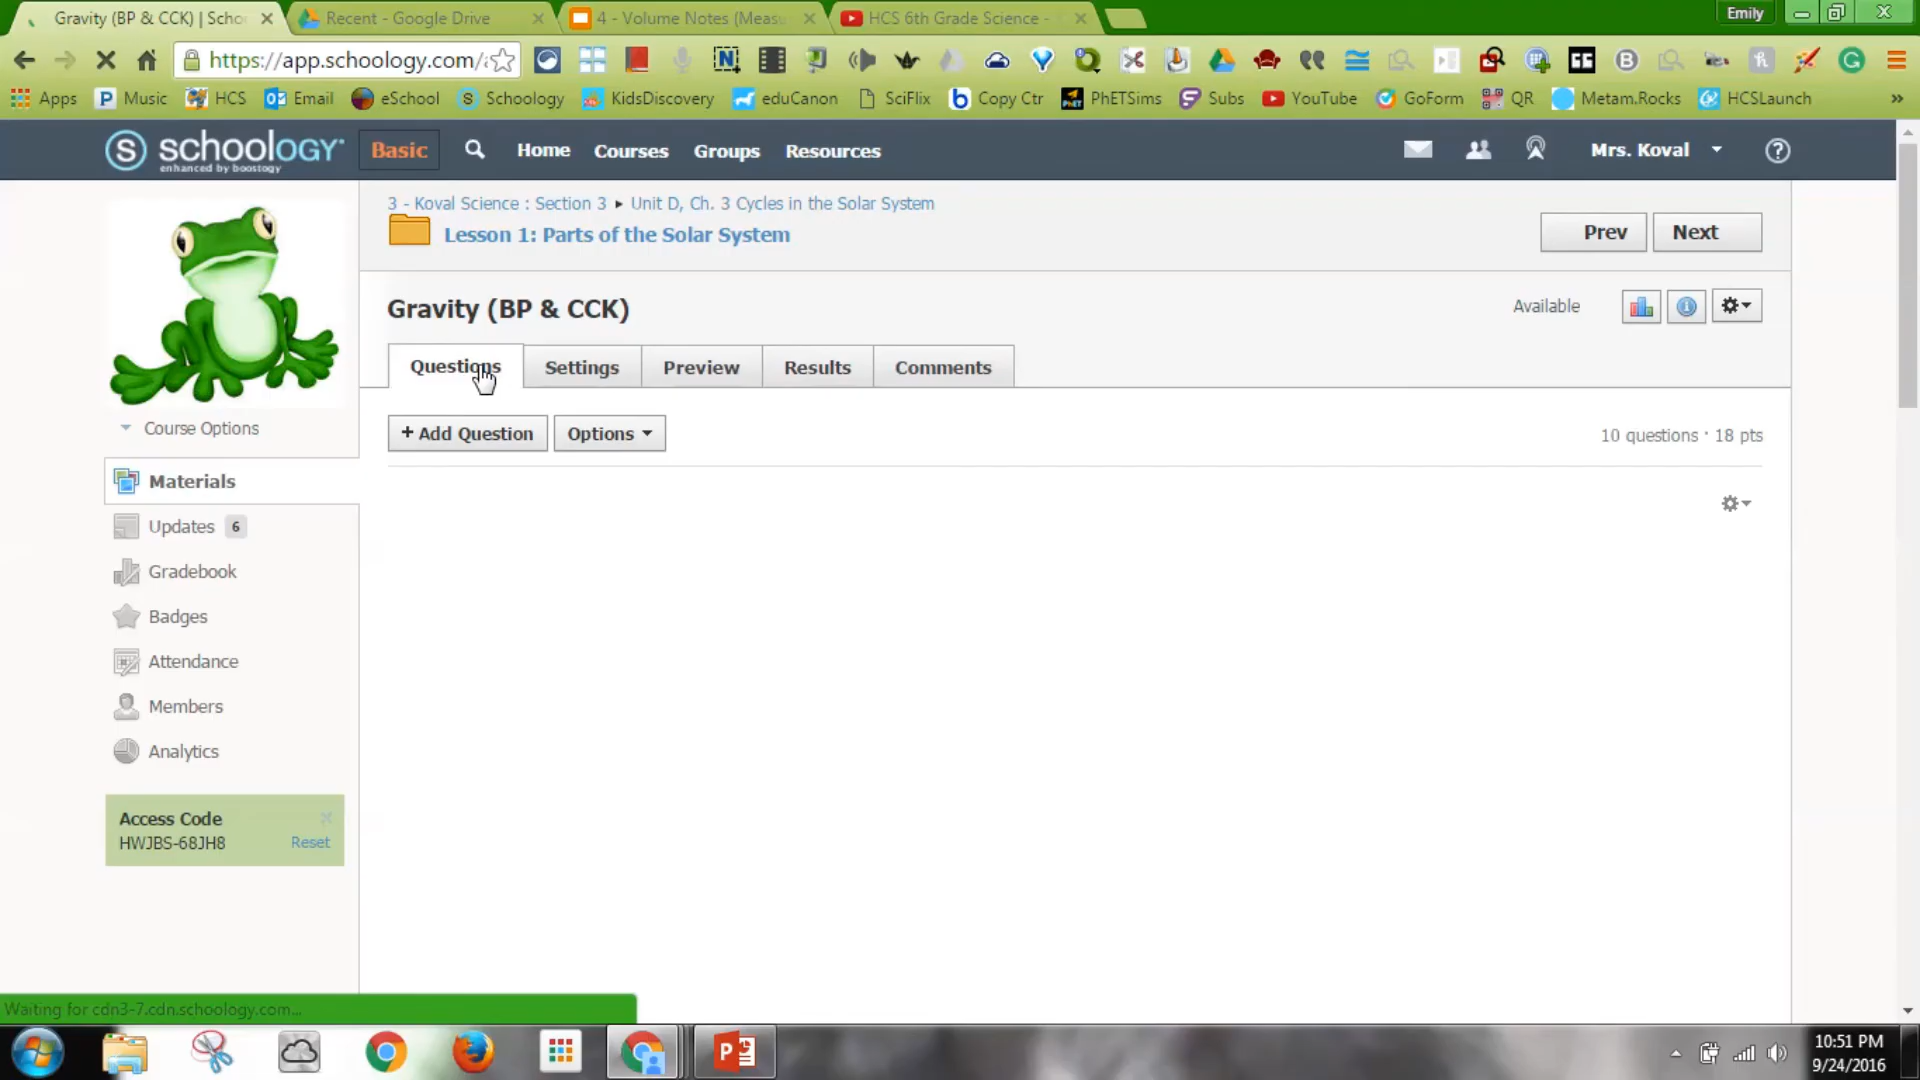 Gravity (BP & CCK) | Scho
Recent - Google Drive
4 - Volume Notes (Measu
HCS 6th Grade Science -
Emily
https://app.schoology.com/
Apps
Music
HCS
Email
eSchool
Schoology
KidsDiscovery
eduCanon
SciFlix
Copy Ctr
PhETSims
Subs
YouTube
GoForm
QR
Metam.Rocks
HCSLaunch
»
S schoology
enhanced by boostogy
Basic
Home
Courses
Groups
Resources
Mrs. Koval
3 - Koval Science : Section 3 ▸ Unit D, Ch. 3 Cycles in the Solar System
Lesson 1: Parts of the Solar System
Prev
Next
Gravity (BP & CCK)
Available
Questions
Settings
Preview
Results
Comments
+ Add Question
Options
10 questions · 18 pts
Course Options
Materials
Updates 6
Gradebook
Badges
Attendance
Members
Analytics
Access Code
HWJBS-68JH8
Reset
Waiting for cdn3-7.cdn.schoology.com...
10:51 PM
9/24/2016